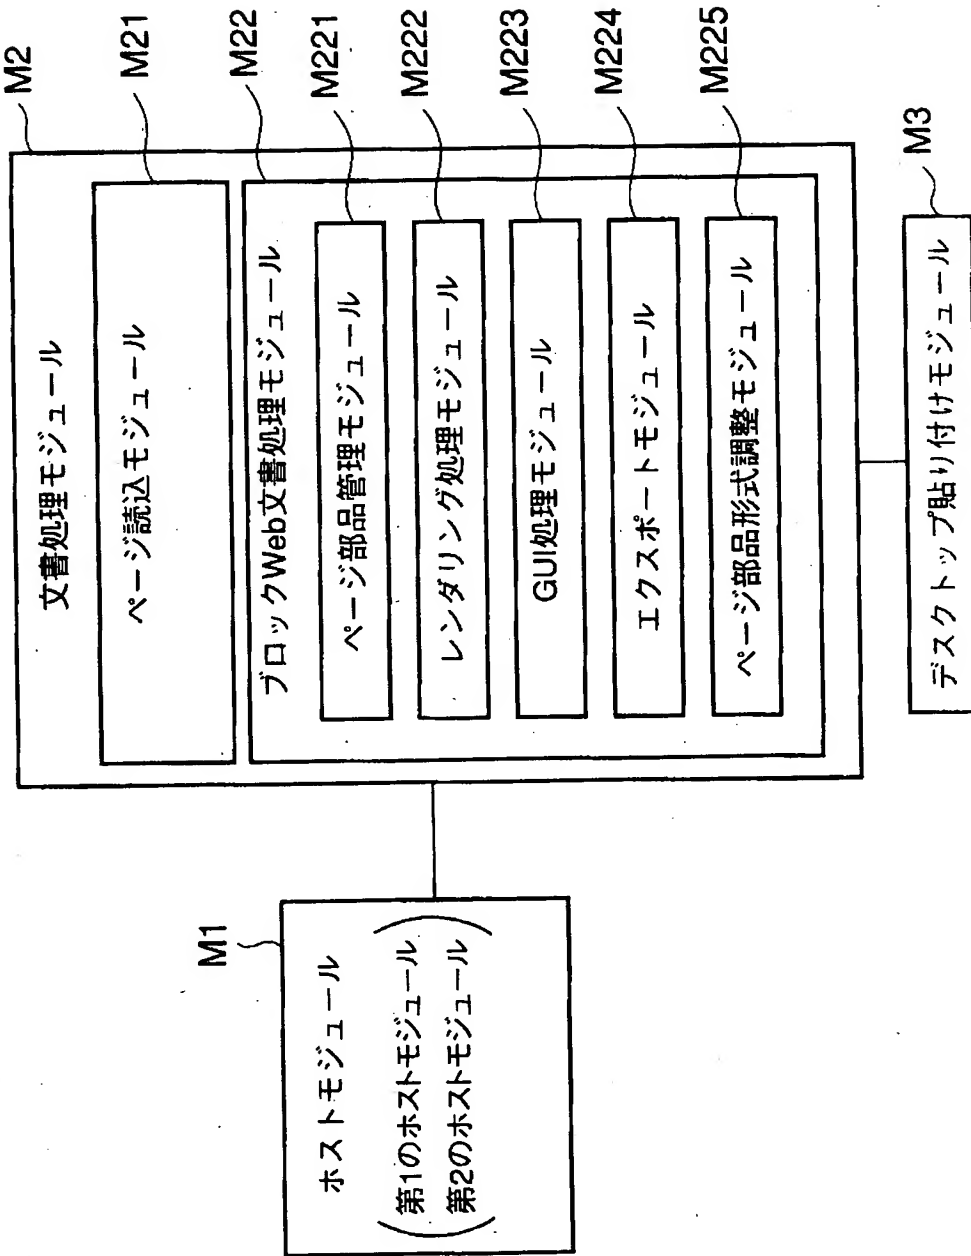 M1
ホストモジュール
第1のホストモジュール
第2のホストモジュール
M2
文書処理モジュール
M21
ページ読込モジュール
M22
ブロックWeb文書処理モジュール
M221
ページ部品管理モジュール
M222
レンダリング処理モジュール
M223
GUI処理モジュール
M224
エクスポートモジュール
M225
ページ部品形式調整モジュール
M3
デスクトップ貼り付けモジュール